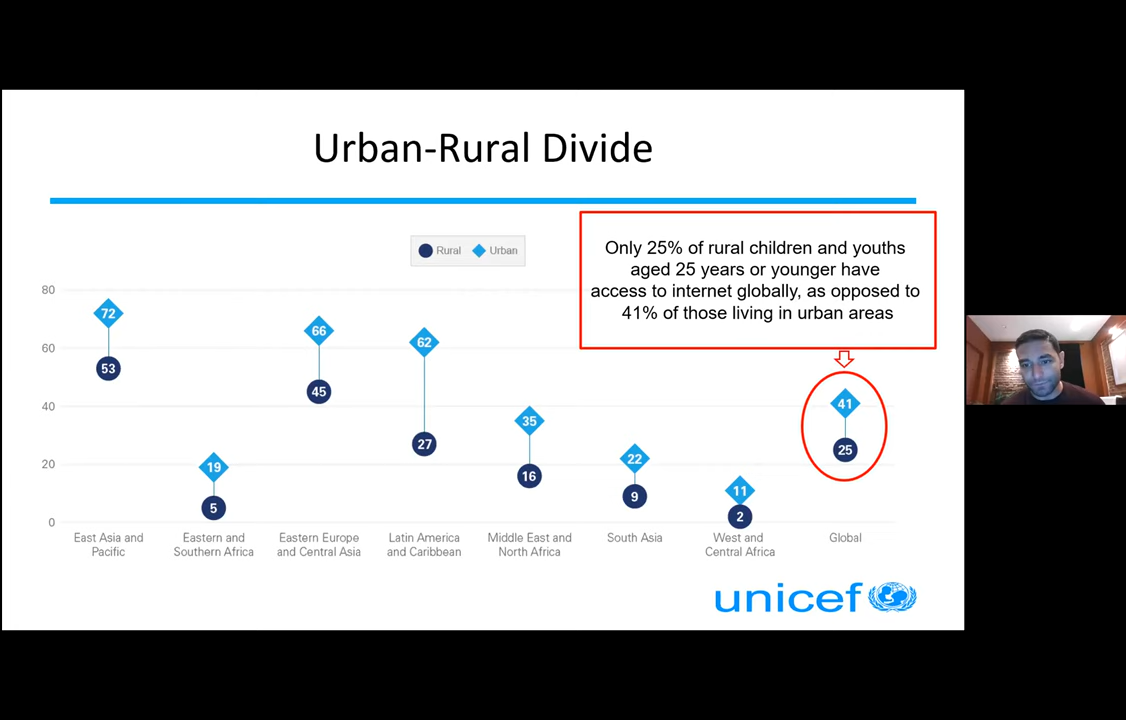 Urban-Rural Divide
Rural Urban
Only 25% of rural children and youths
aged 25 years or younger have
access to internet globally, as opposed to
41% of those living in urban areas
80
60
40
20
0
72
53
19
5
66
45
62
27
35
16
22
9
11
2
41
25
East Asia and
Pacific
Eastern and
Southern Africa
Eastern Europe
and Central Asia
Latin America
and Caribbean
Middle East and
North Africa
South Asia
West and
Central Africa
Global
unicef